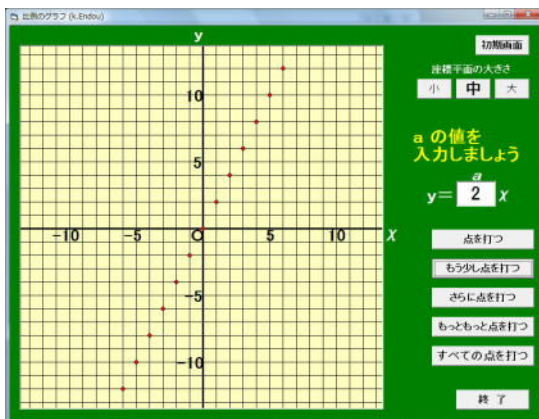 比例のグラフ (k.Endou)
y
初期画面
座標平面の大きさ
小 中 大
10
a の値を
入力しましょう
5
a
y＝ 2 x
-10 -5 O 5 10 x
点を打つ
もう少し点を打つ
-5
さらに点を打つ
もっともっと点を打つ
-10
すべての点を打つ
終 了